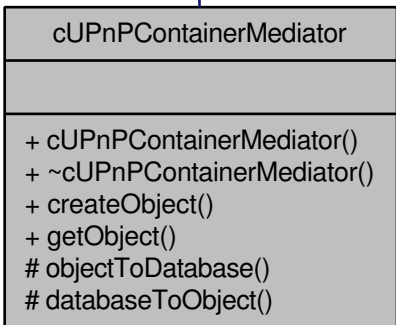 cUPnPContainerMediator
+ cUPnPContainerMediator()
+ ~cUPnPContainerMediator()
+ createObject()
+ getObject()
# objectToDatabase()
# databaseToObject()